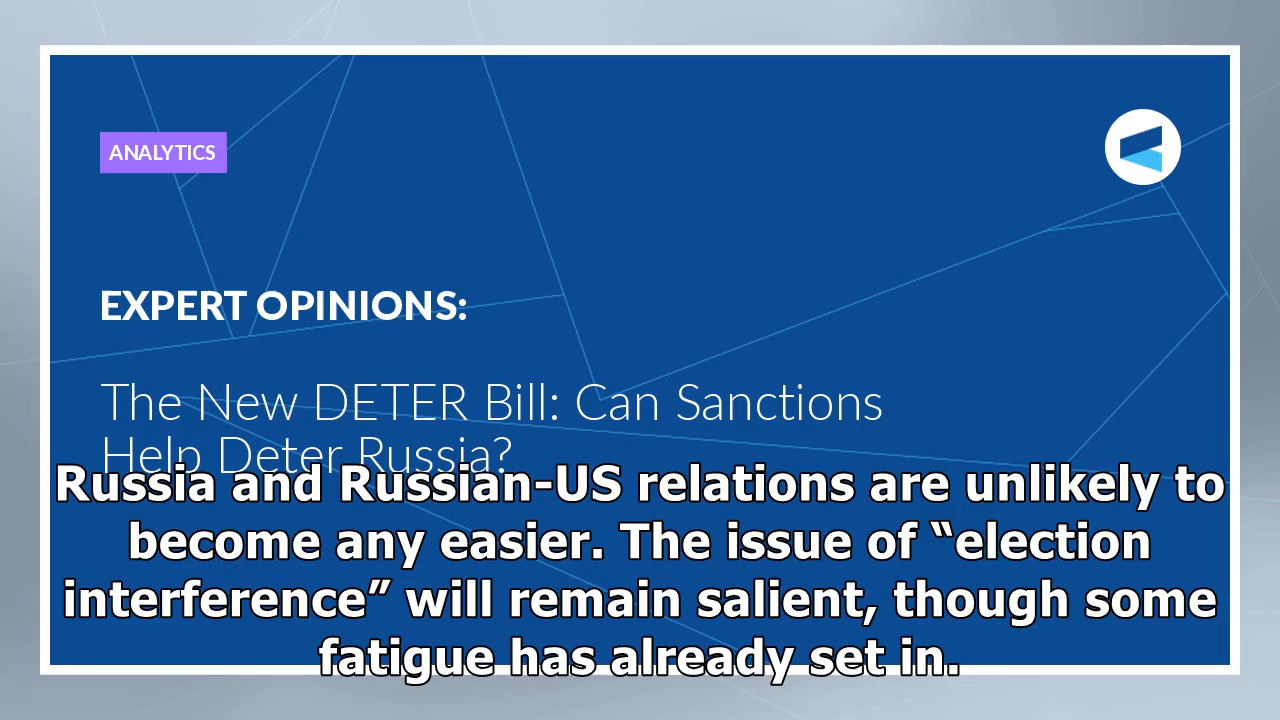 ANALYTICS
EXPERT OPINIONS:
The New DETER Bill: Can Sanctions
Help Deter Russia?
Russia and Russian-US relations are unlikely to
become any easier. The issue of “election
interference” will remain salient, though some
fatigue has already set in.